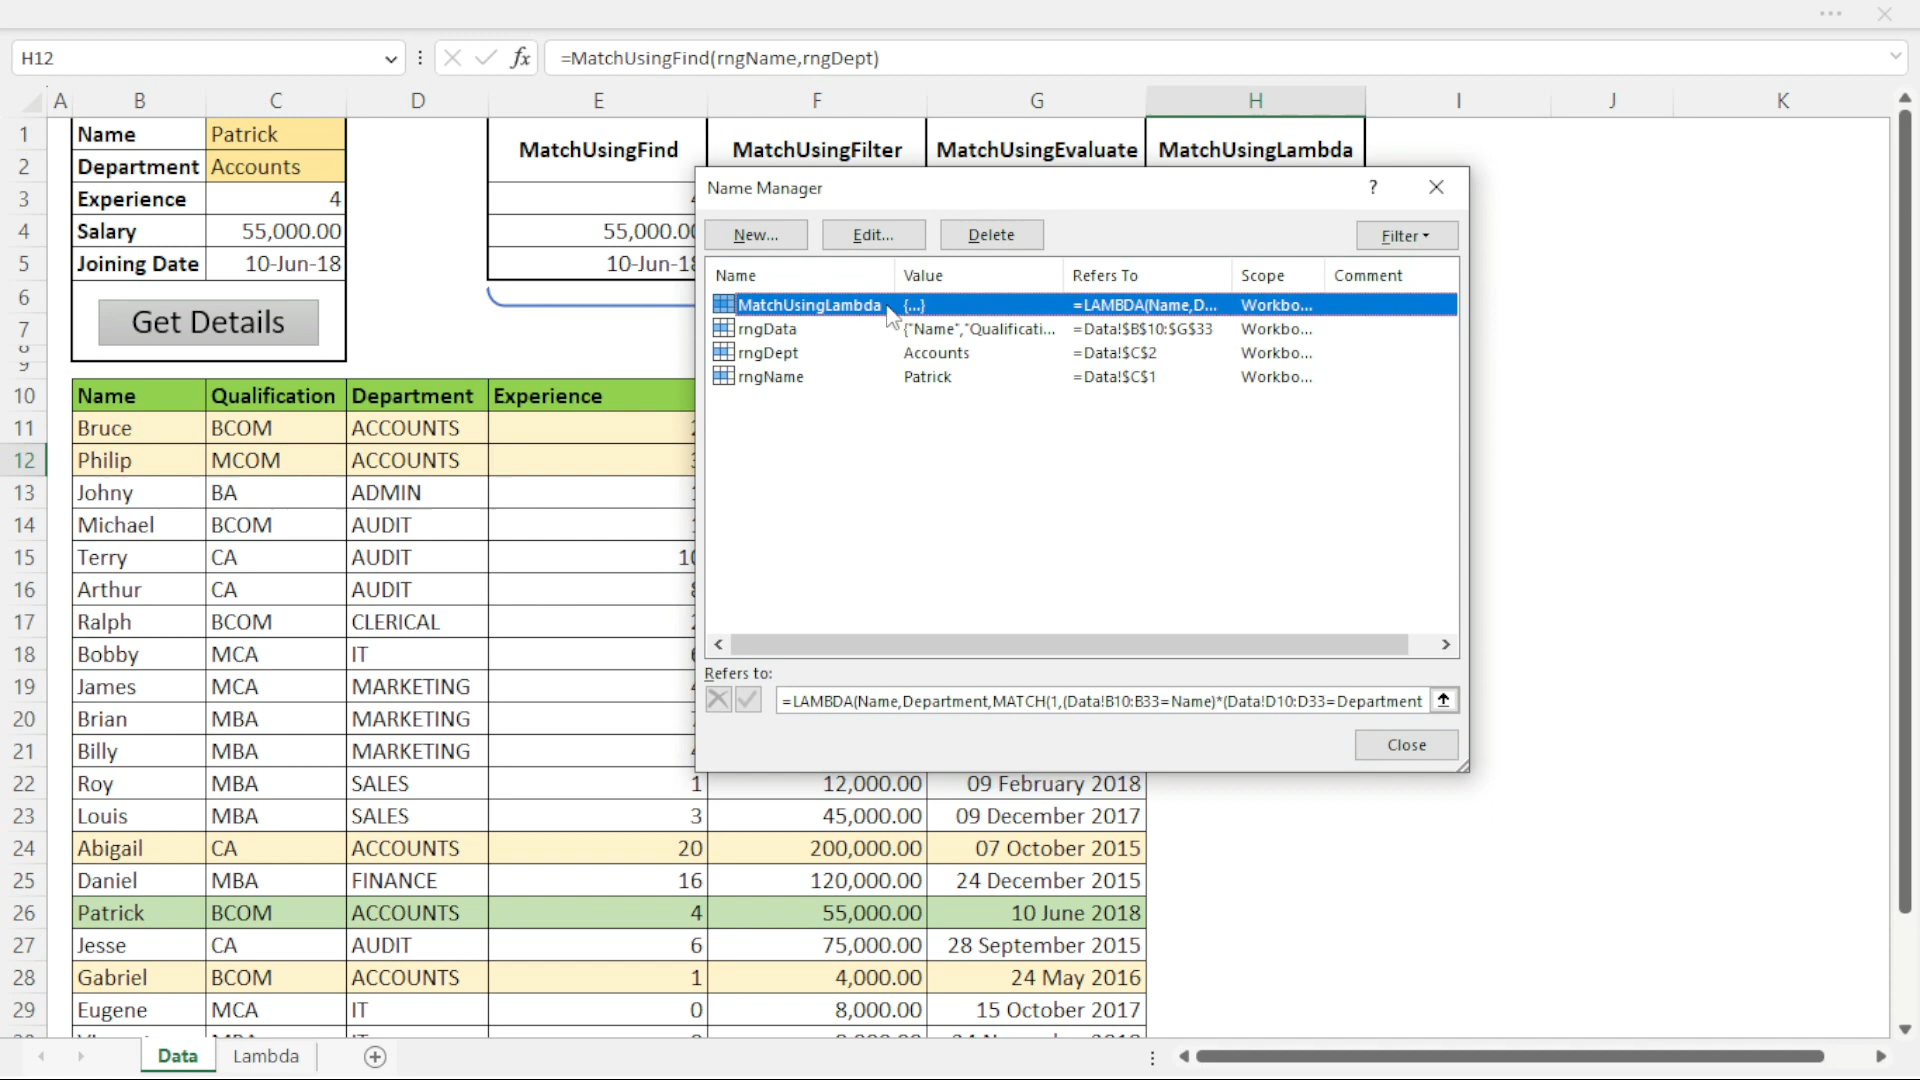 H12 =MatchUsingFind(rngName,rngDept)
A B C D E F G H I J K
1 Name Patrick MatchUsingFind MatchUsingFilter MatchUsingEvaluate MatchUsingLambda
2 Department Accounts
3 Experience 4
4 Salary 55,000.00 55,000.00
5 Joining Date 10-Jun-18 10-Jun-18
6
7 Get Details
8
9
Name Manager ?
New... Edit... Delete Filter
Name Value Refers To Scope Comment
MatchUsingLambda {...} =LAMBDA(Name,D... Workbo...
rngData {"Name","Qualificati... =Data!$B$10:$G$33 Workbo...
rngDept Accounts =Data!$C$2 Workbo...
rngName Patrick =Data!$C$1 Workbo...
Refers to:
=LAMBDA(Name,Department,MATCH(1,(Data!B10:B33=Name)*(Data!D10:D33=Department
Close
10 Name Qualification Department Experience
11 Bruce BCOM ACCOUNTS
12 Philip MCOM ACCOUNTS
13 Johny BA ADMIN
14 Michael BCOM AUDIT
15 Terry CA AUDIT 10
16 Arthur CA AUDIT
17 Ralph BCOM CLERICAL
18 Bobby MCA IT
19 James MCA MARKETING
20 Brian MBA MARKETING
21 Billy MBA MARKETING
22 Roy MBA SALES 1 12,000.00 09 February 2018
23 Louis MBA SALES 3 45,000.00 09 December 2017
24 Abigail CA ACCOUNTS 20 200,000.00 07 October 2015
25 Daniel MBA FINANCE 16 120,000.00 24 December 2015
26 Patrick BCOM ACCOUNTS 4 55,000.00 10 June 2018
27 Jesse CA AUDIT 6 75,000.00 28 September 2015
28 Gabriel BCOM ACCOUNTS 1 4,000.00 24 May 2016
29 Eugene MCA IT 0 8,000.00 15 October 2017
Data Lambda